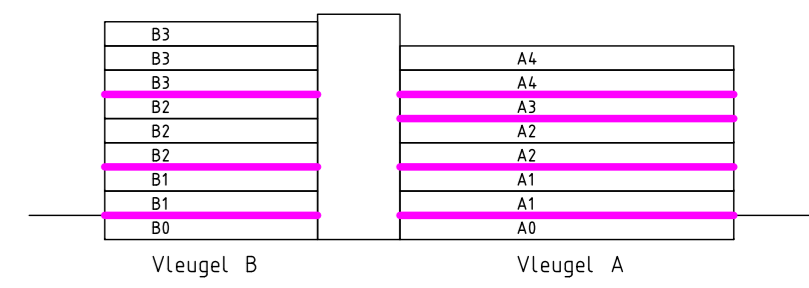 B3
B3 A4
B3 A4
B2 A3
B2 A2
B2 A2
B1 A1
B1 A1
B0 A0
Vleugel B Vleugel A